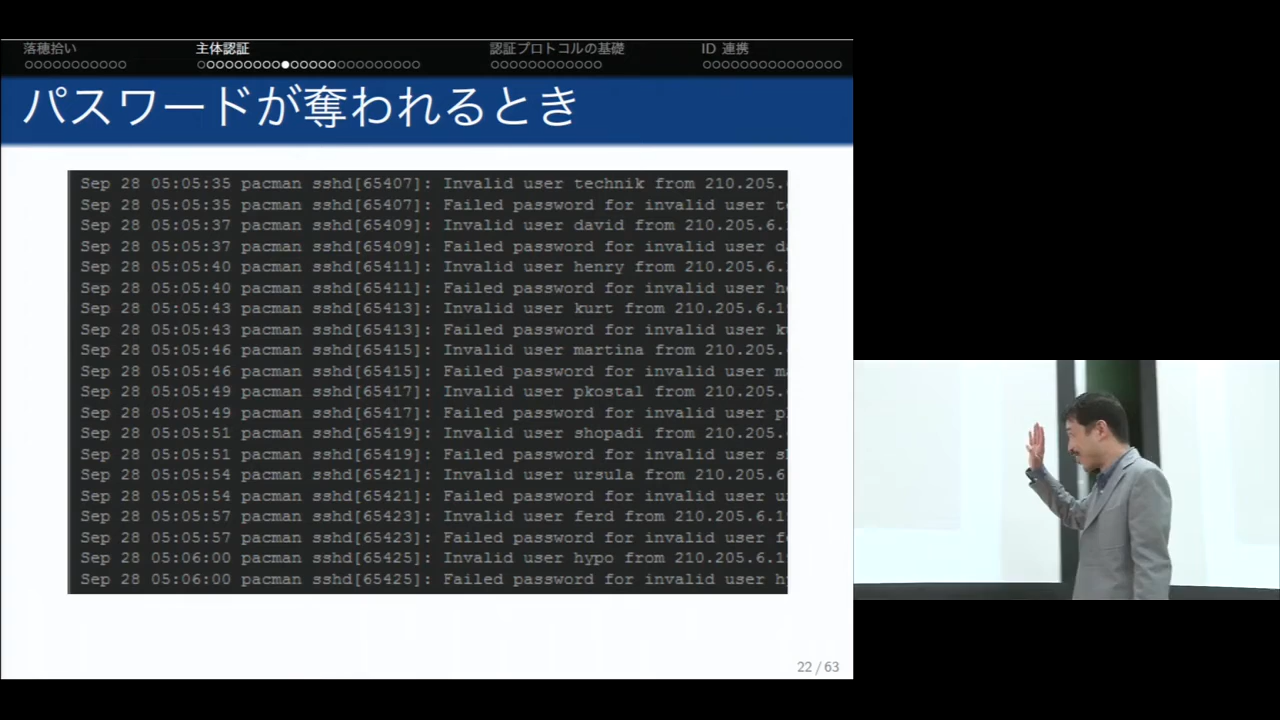 落穂拾い 主体認証 認証プロトコルの基礎 ID 連携
パスワードが奪われるとき
Sep 28 05:05:35 pacman sshd[65407]: Invalid user technik from 210.205.
Sep 28 05:05:35 pacman sshd[65407]: Failed password for invalid user t
Sep 28 05:05:37 pacman sshd[65409]: Invalid user david from 210.205.6.
Sep 28 05:05:37 pacman sshd[65409]: Failed password for invalid user d
Sep 28 05:05:40 pacman sshd[65411]: Invalid user henry from 210.205.6.
Sep 28 05:05:40 pacman sshd[65411]: Failed password for invalid user h
Sep 28 05:05:43 pacman sshd[65413]: Invalid user kurt from 210.205.6.1
Sep 28 05:05:43 pacman sshd[65413]: Failed password for invalid user k
Sep 28 05:05:46 pacman sshd[65415]: Invalid user martina from 210.205.
Sep 28 05:05:46 pacman sshd[65415]: Failed password for invalid user m
Sep 28 05:05:49 pacman sshd[65417]: Invalid user pkostal from 210.205.
Sep 28 05:05:49 pacman sshd[65417]: Failed password for invalid user p
Sep 28 05:05:51 pacman sshd[65419]: Invalid user shopadi from 210.205.
Sep 28 05:05:51 pacman sshd[65419]: Failed password for invalid user s
Sep 28 05:05:54 pacman sshd[65421]: Invalid user ursula from 210.205.6
Sep 28 05:05:54 pacman sshd[65421]: Failed password for invalid user u
Sep 28 05:05:57 pacman sshd[65423]: Invalid user ferd from 210.205.6.1
Sep 28 05:05:57 pacman sshd[65423]: Failed password for invalid user f
Sep 28 05:06:00 pacman sshd[65425]: Invalid user hypo from 210.205.6.1
Sep 28 05:06:00 pacman sshd[65425]: Failed password for invalid user h
22 / 63